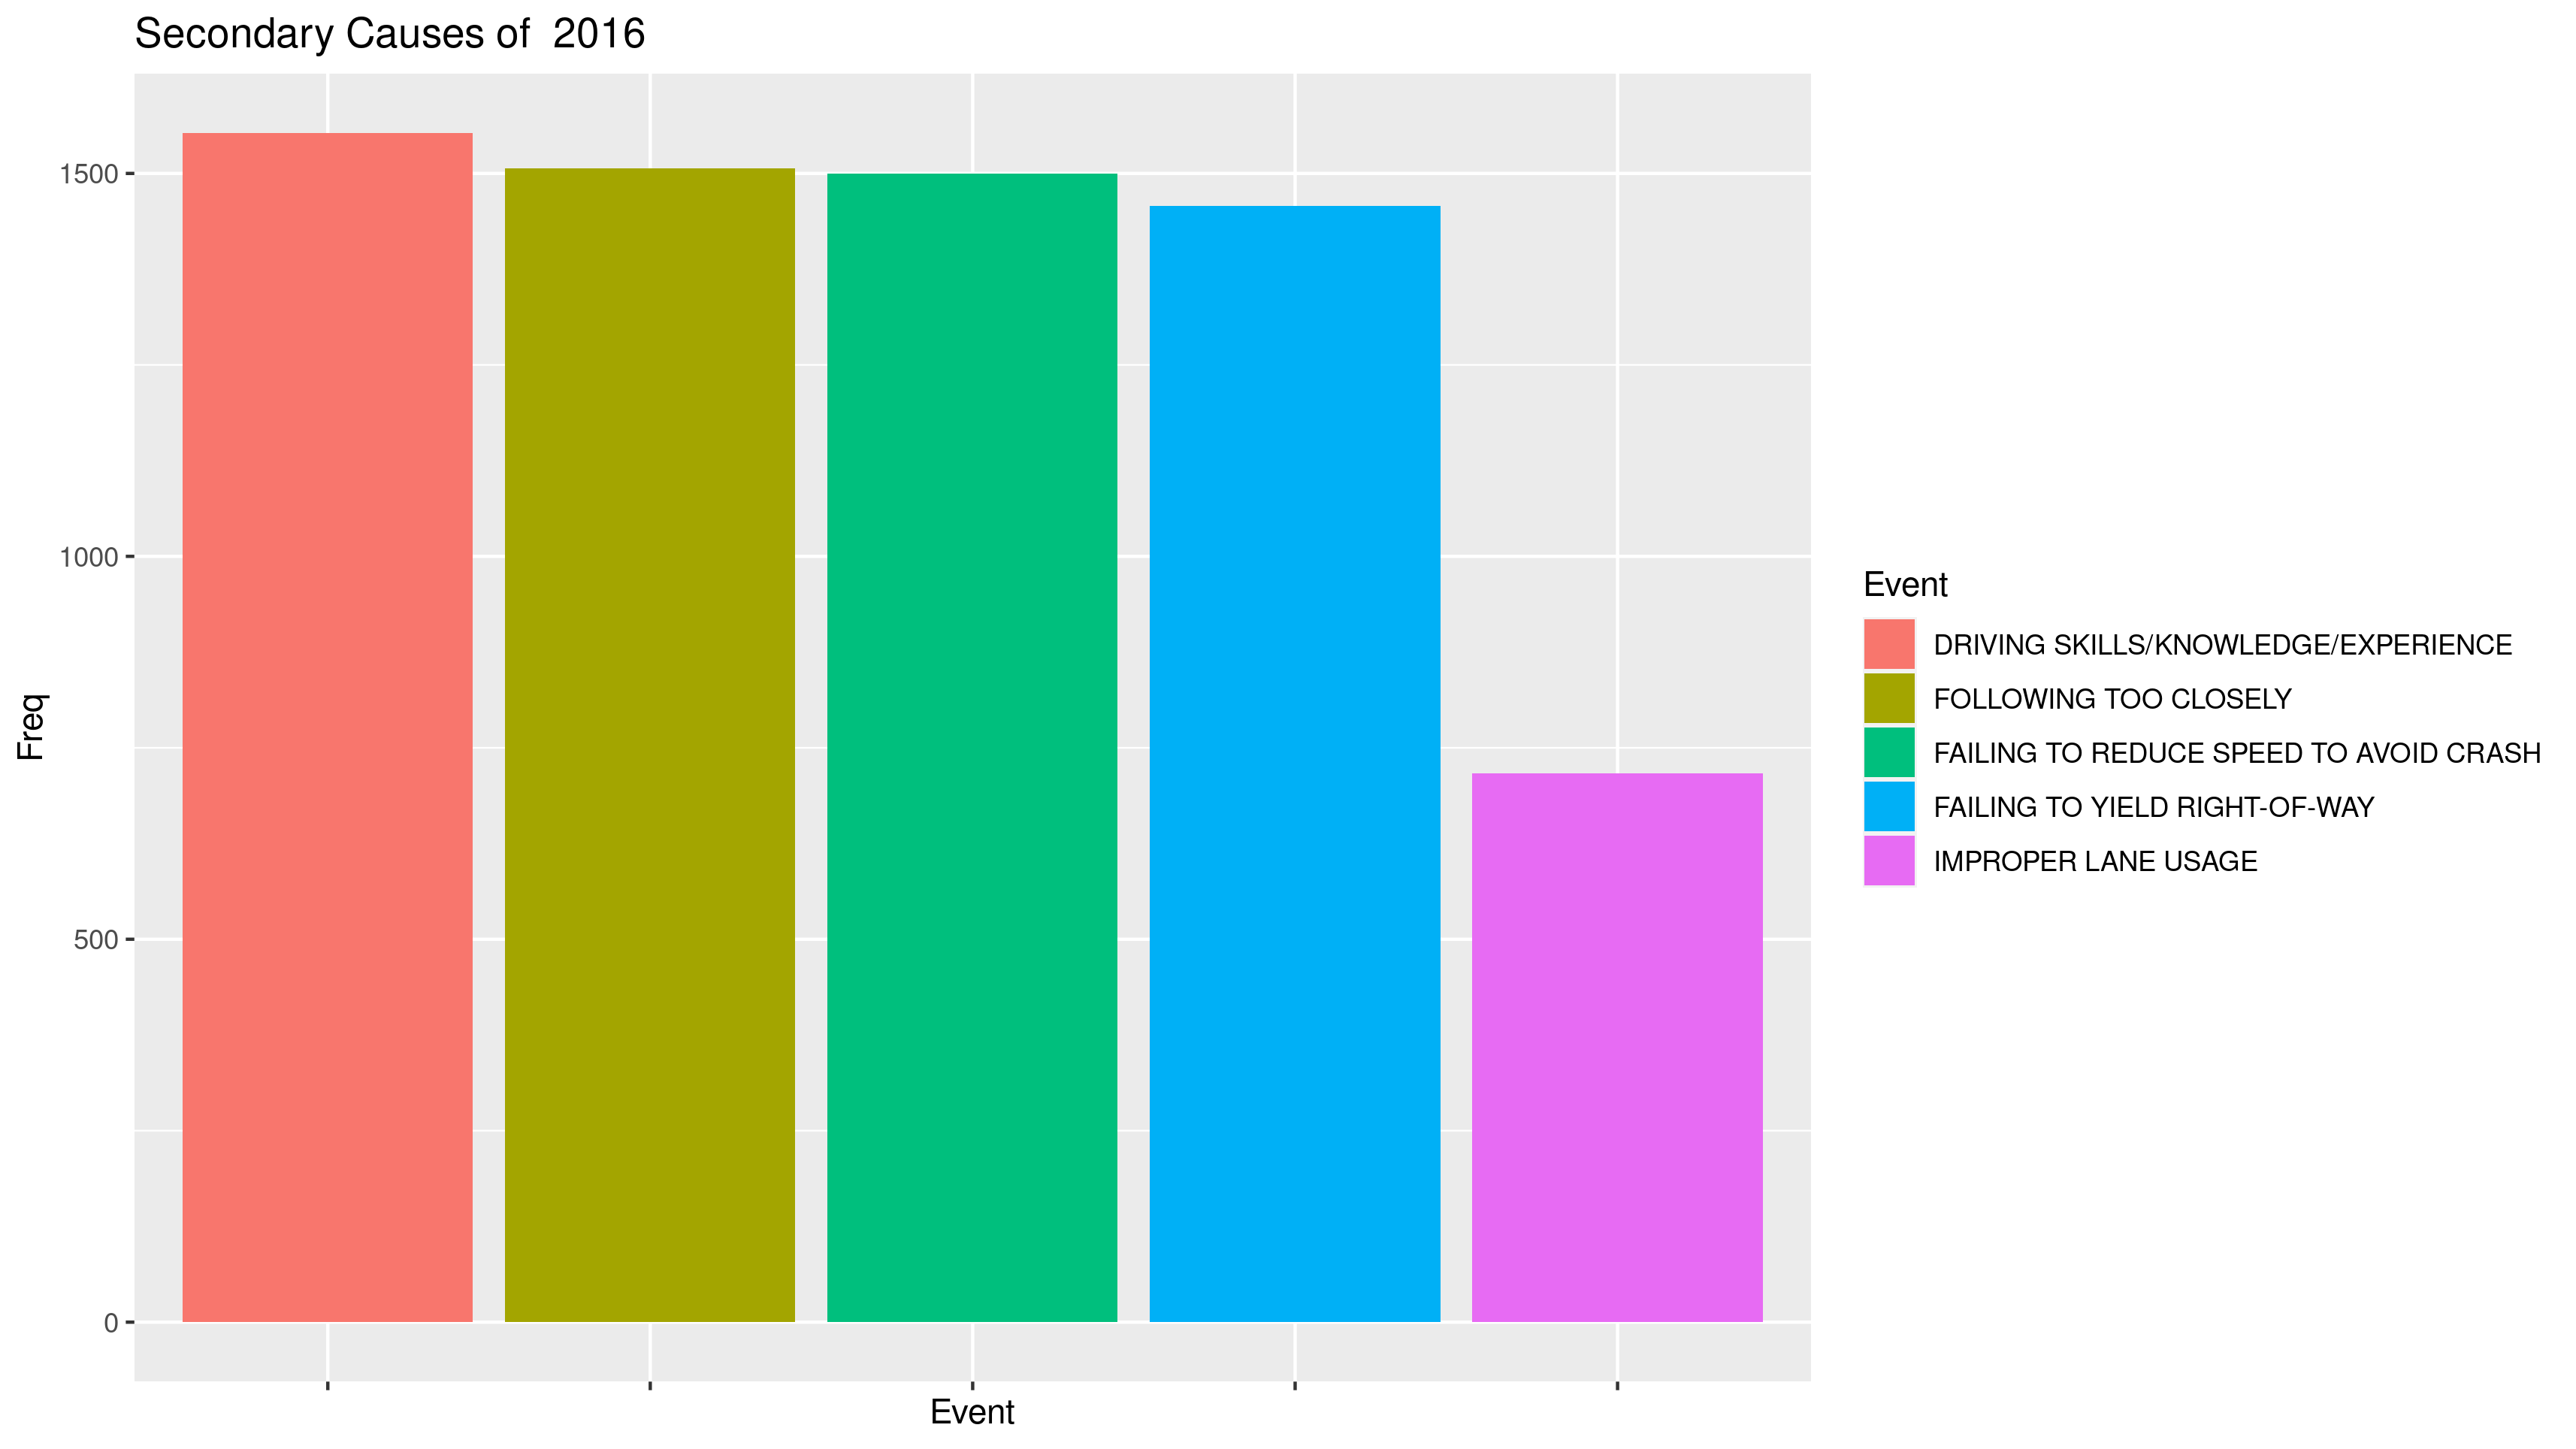 Secondary Causes of  2016
1500
1000
500
0
Freq
Event
Event
DRIVING SKILLS/KNOWLEDGE/EXPERIENCE
FOLLOWING TOO CLOSELY
FAILING TO REDUCE SPEED TO AVOID CRASH
FAILING TO YIELD RIGHT-OF-WAY
IMPROPER LANE USAGE